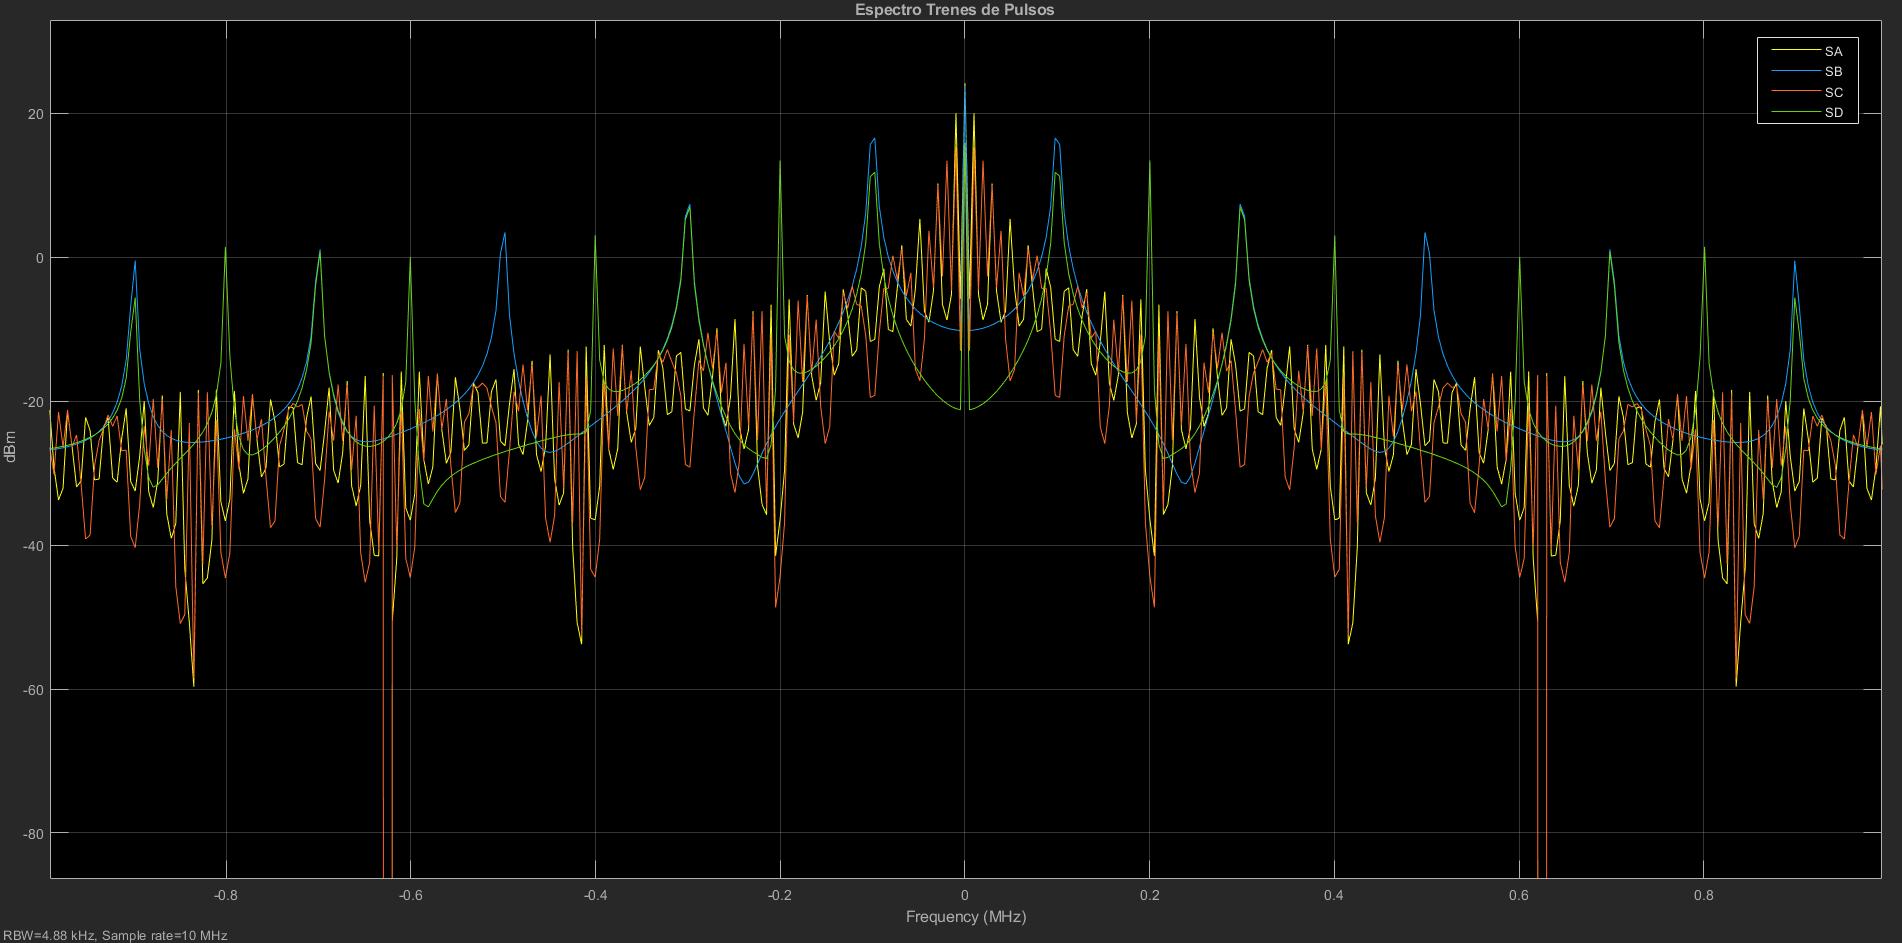 Espectro Trenes de Pulsos
SA
SB
SC
SD
20
0
-20
-40
-60
-80
dBm
-0.8
-0.6
-0.4
-0.2
0
0.2
0.4
0.6
0.8
Frequency (MHz)
RBW=4.88 kHz, Sample rate=10 MHz